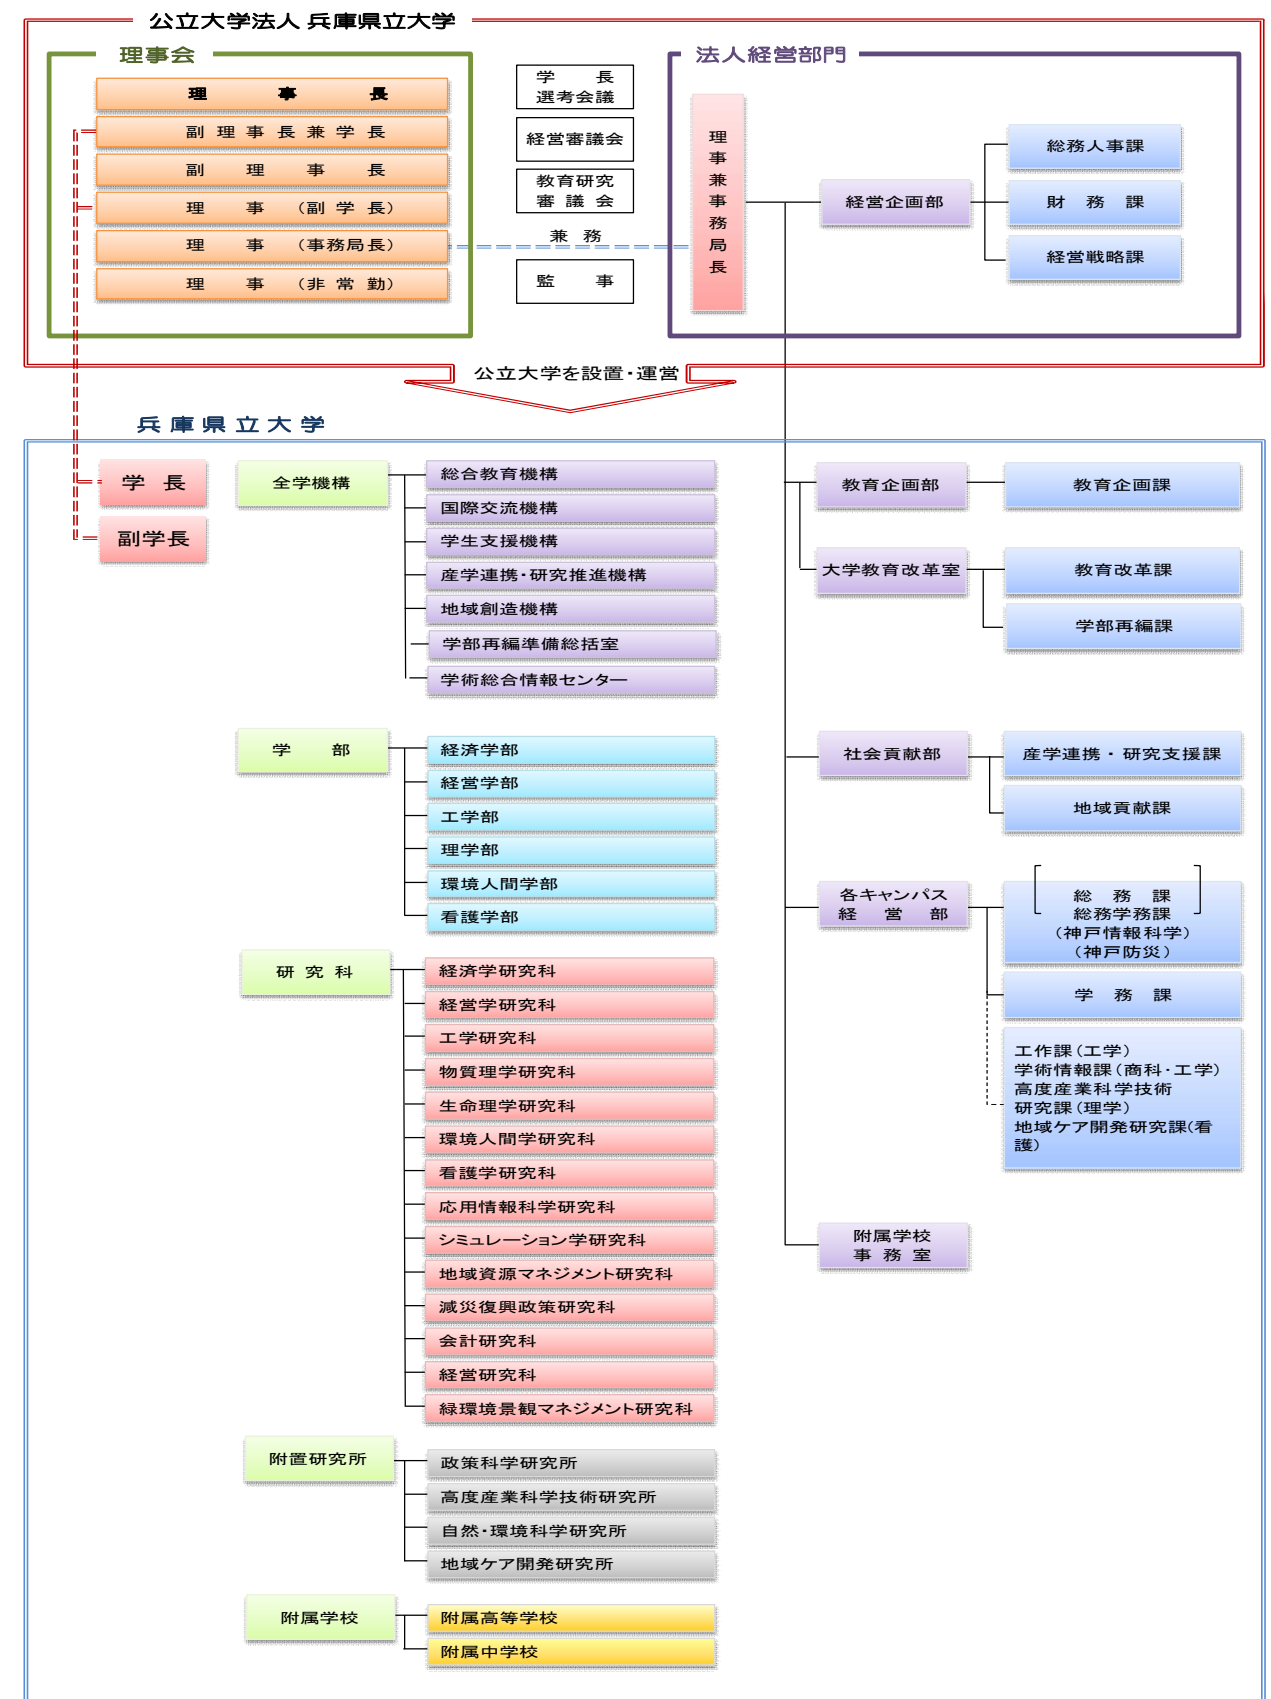 公立大学法人 兵庫県立大学
理事会
理事長
副理事長兼学長
副理事長
理事(副学長)
理事(事務局長)
理事(非常勤)
学長
選考会議
経営審議会
教育研究
審議会
兼務
監事
法人経営部門
理事兼事務局長
経営企画部
総務人事課
財務課
経営戦略課
公立大学を設置・運営
兵庫県立大学
学長
副学長
全学機構
総合教育機構
国際交流機構
学生支援機構
産学連携・研究推進機構
地域創造機構
学部再編準備総括室
学術総合情報センター
学部
経済学部
経営学部
工学部
理学部
環境人間学部
看護学部
研究科
経済学研究科
経営学研究科
工学研究科
物質理学研究科
生命理学研究科
環境人間学研究科
看護学研究科
応用情報科学研究科
シミュレーション学研究科
地域資源マネジメント研究科
減災復興政策研究科
会計研究科
経営研究科
緑環境景観マネジメント研究科
附置研究所
政策科学研究所
高度産業科学技術研究所
自然・環境科学研究所
地域ケア開発研究所
附属学校
附属高等学校
附属中学校
教育企画部
教育企画課
大学教育改革室
教育改革課
学部再編課
社会貢献部
産学連携・研究支援課
地域貢献課
各キャンパス
経営部
総務課
総務学務課
(神戸情報科学)
(神戸防災)
学務課
工作課(工学)
学術情報課(商科・工学)
高度産業科学技術
研究課(理学)
地域ケア開発研究課(看
護)
附属学校
事務室